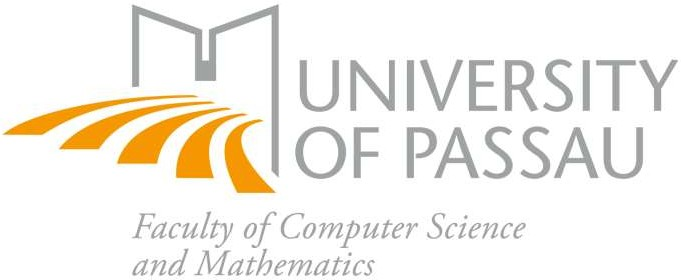 UNIVERSITY
OF PASSAU
Faculty of Computer Science
and Mathematics